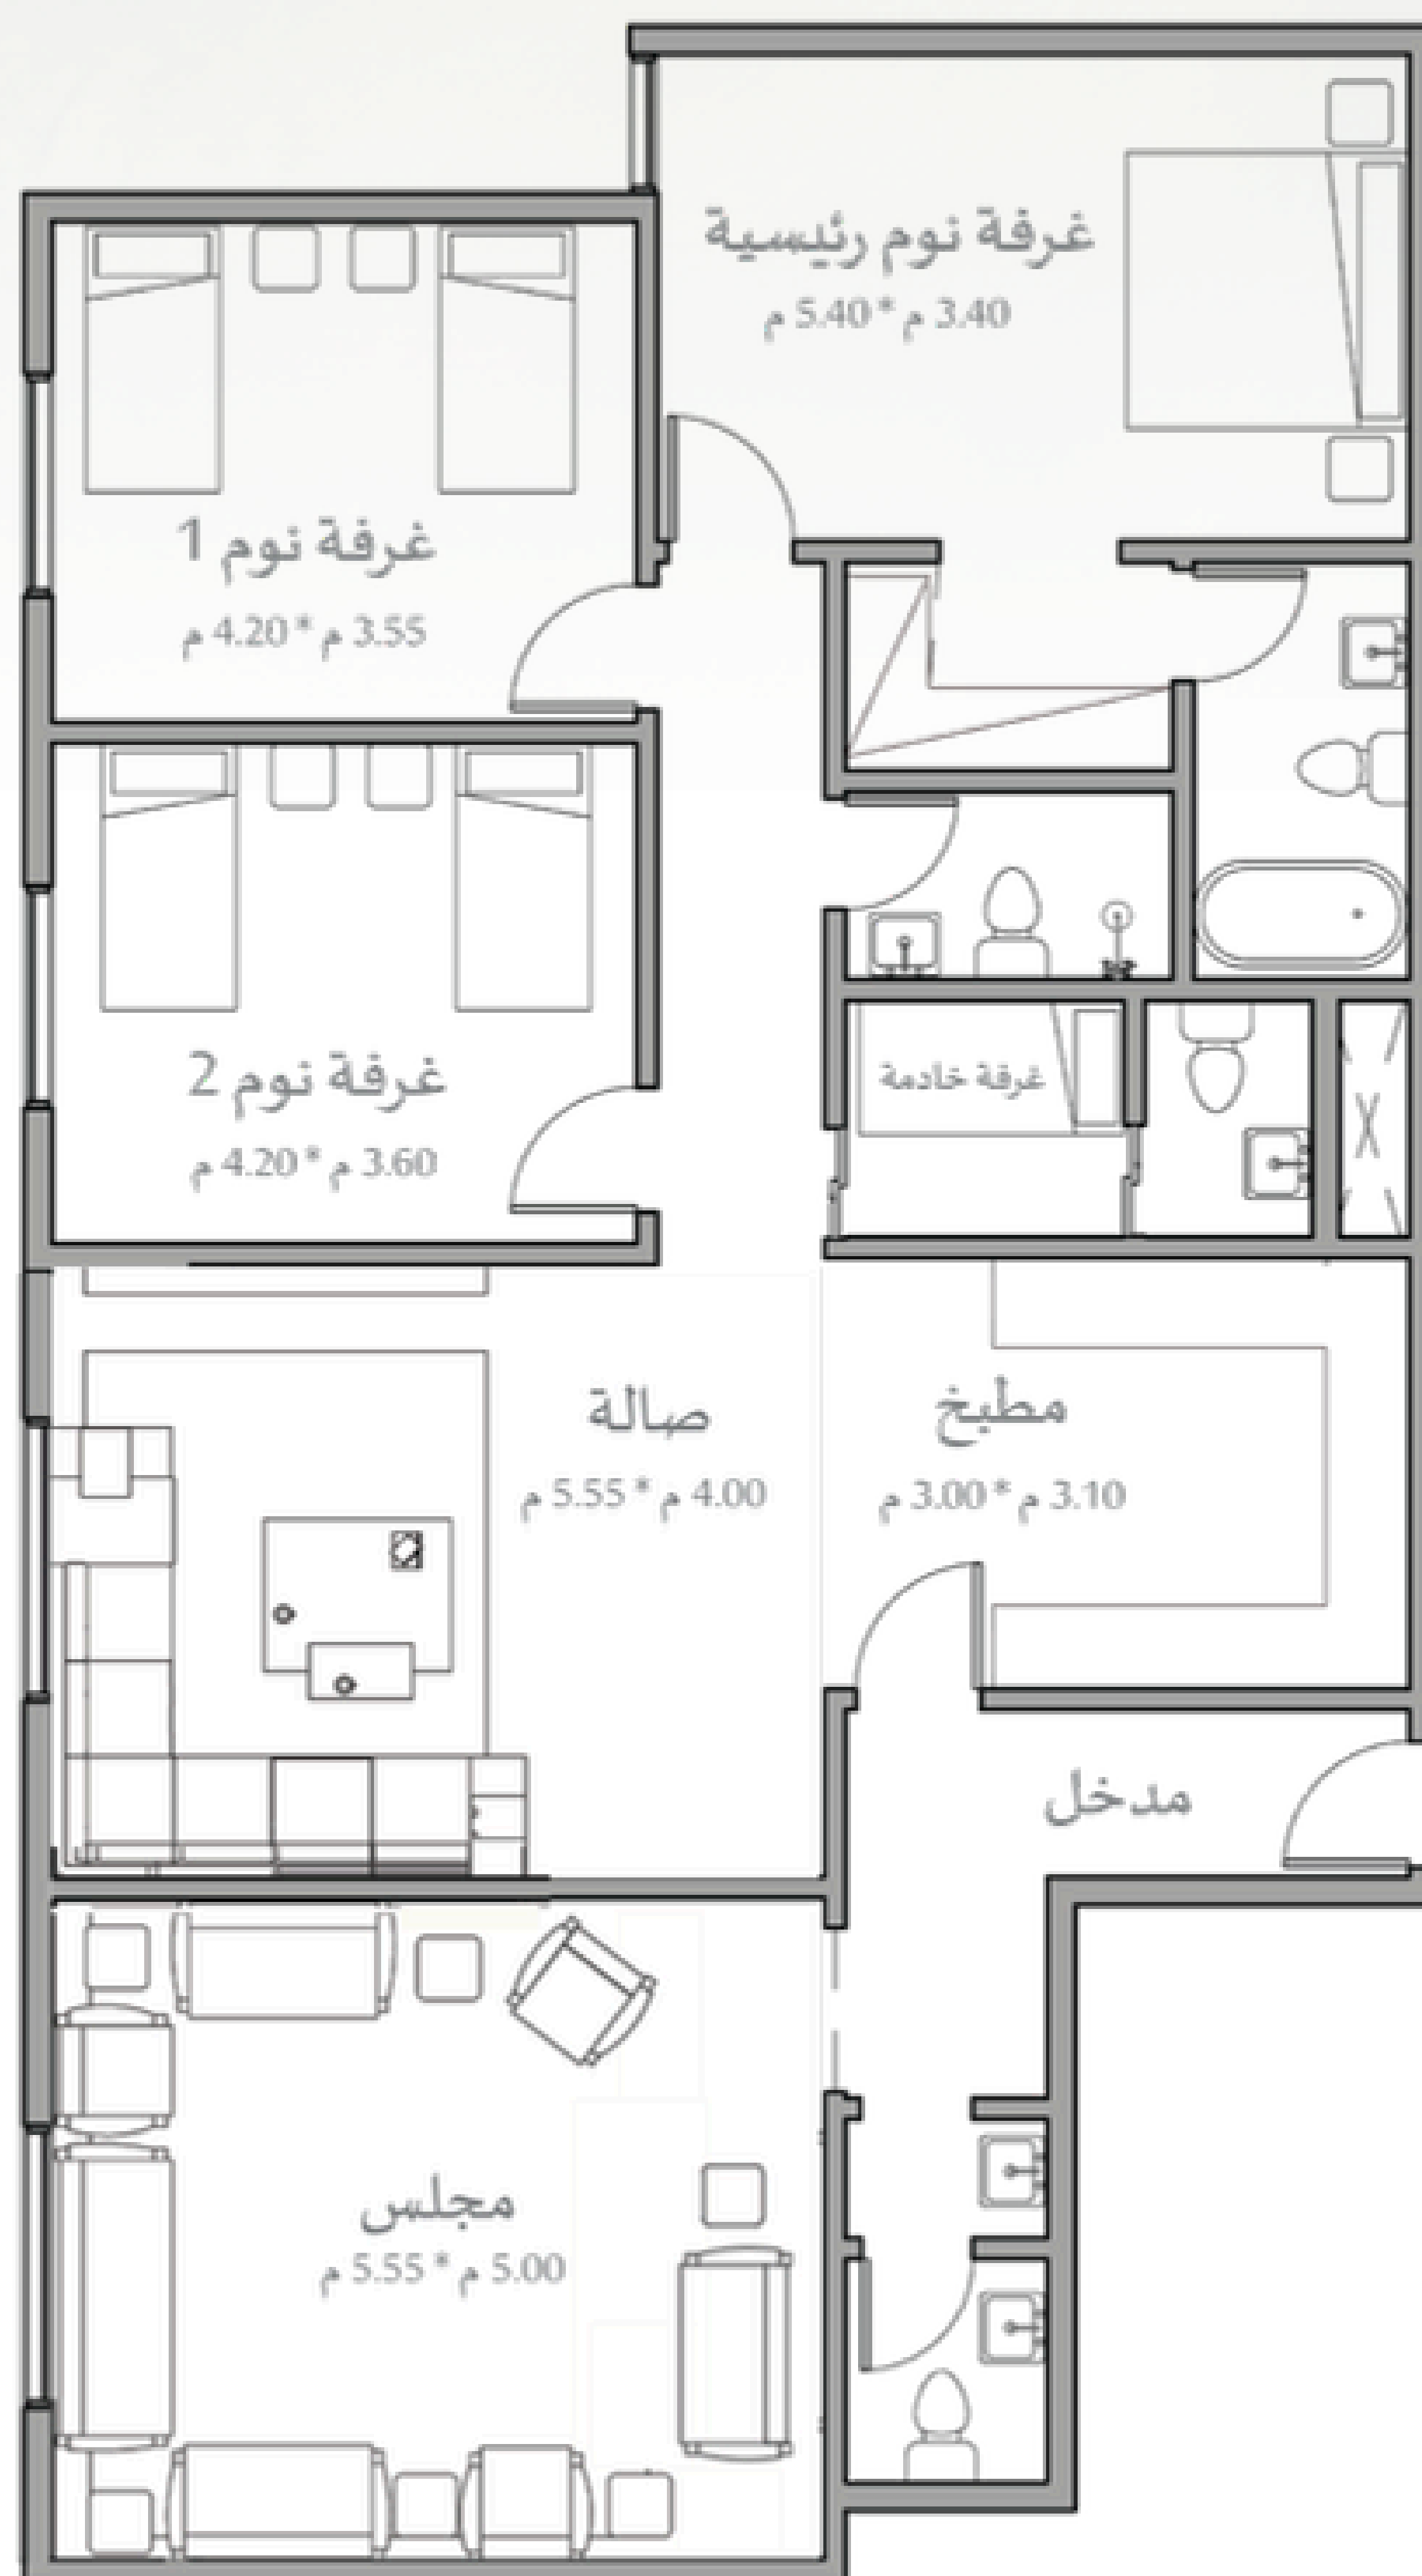 غرفة نوم رئيسية
3.40 م * 5.40 م
غرفة نوم 1
3.55 م * 4.20 م
غرفة نوم 2
3.60 م * 4.20 م
غرفة خادمة
صالة
4.00 م * 5.55 م
مطبخ
3.10 م * 3.00 م
مدخل
مجلس
5.00 م * 5.55 م